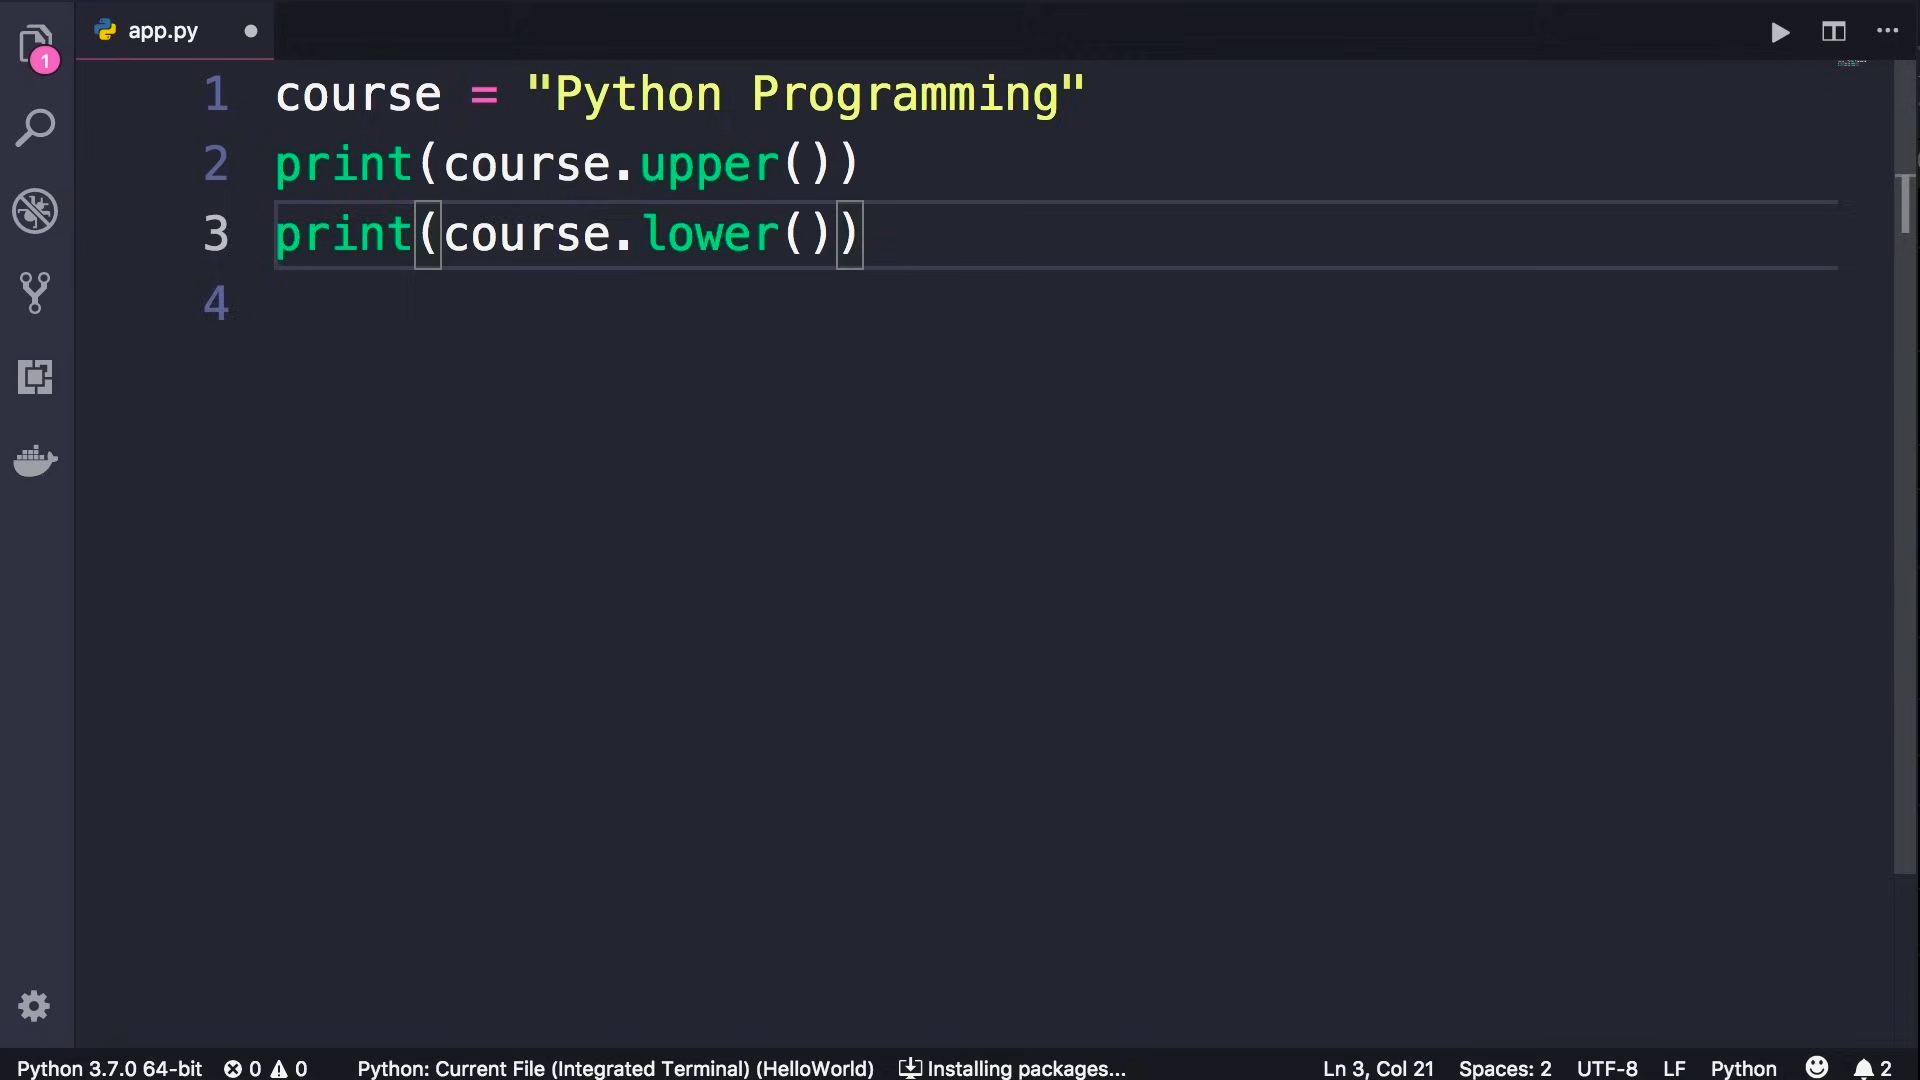 1
app.py
1 course = "Python Programming"
2 print(course.upper())
3 print(course.lower())
4
Python 3.7.0 64-bit 0 0 Python: Current File (Integrated Terminal) (HelloWorld) Installing packages... Ln 3, Col 21 Spaces: 2 UTF-8 LF Python 2